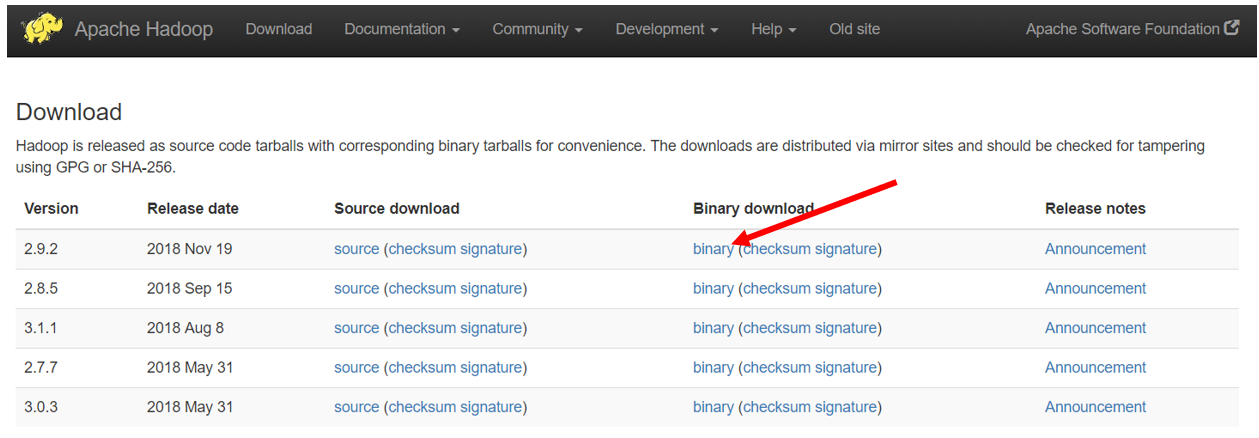 Apache Hadoop Download Documentation Community Development Help Old site Apache Software Foundation
Download
Hadoop is released as source code tarballs with corresponding binary tarballs for convenience. The downloads are distributed via mirror sites and should be checked for tampering
using GPG or SHA-256.
Version Release date Source download Binary download Release notes
2.9.2 2018 Nov 19 source (checksum signature) binary (checksum signature) Announcement
2.8.5 2018 Sep 15 source (checksum signature) binary (checksum signature) Announcement
3.1.1 2018 Aug 8 source (checksum signature) binary (checksum signature) Announcement
2.7.7 2018 May 31 source (checksum signature) binary (checksum signature) Announcement
3.0.3 2018 May 31 source (checksum signature) binary (checksum signature) Announcement